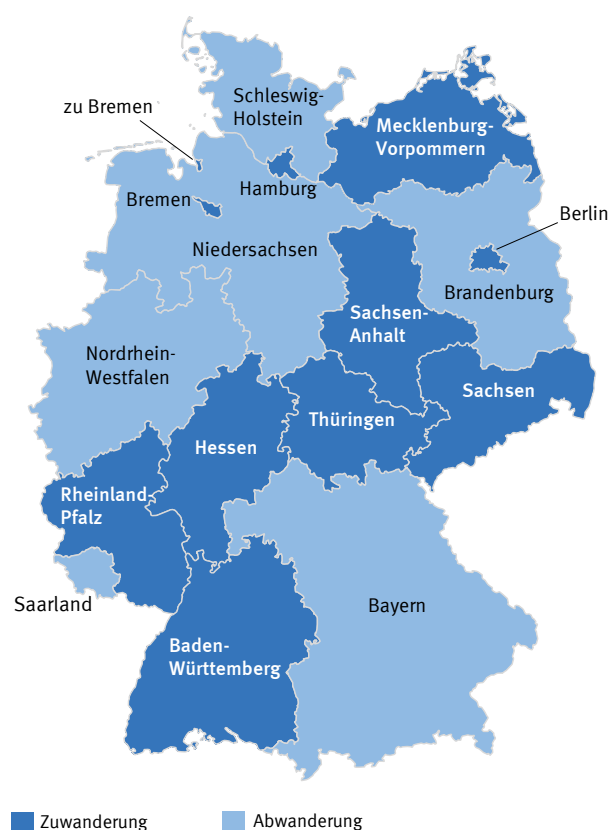 Schleswig-
Holstein
zu Bremen
Mecklenburg-
Vorpommern
Hamburg
Bremen
Berlin
Niedersachsen
Brandenburg
Sachsen-
Anhalt
Nordrhein-
Westfalen
Sachsen
Thüringen
Hessen
Rheinland-
Pfalz
Saarland
Bayern
Baden-
Württemberg
Zuwanderung
Abwanderung